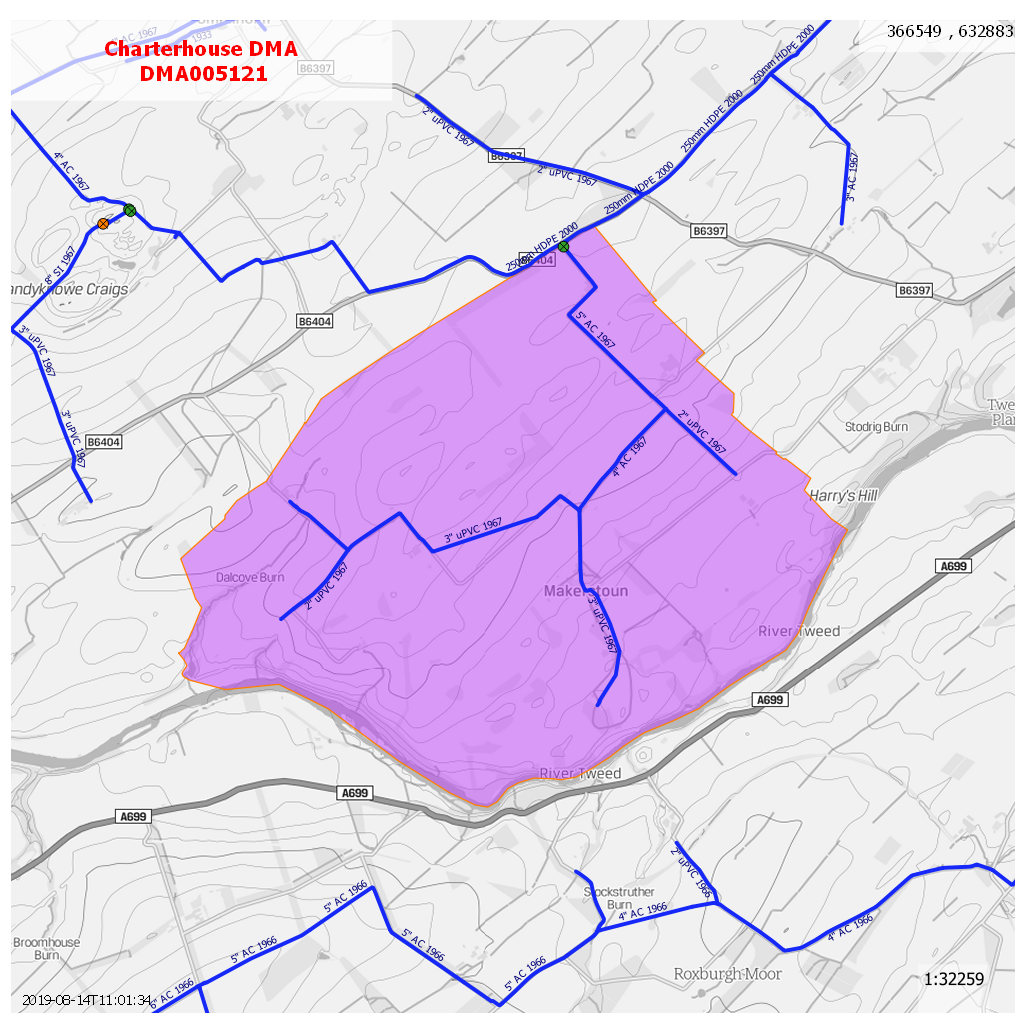 1933
AC 1967
366549 , 632883
Charterhouse DMA
DMA005121
B6397
250mm HDPE 2000
2" uPVC 1967
250mm HDPE 2000
B6397
4" AC 1967
2" uPVC 1967
250mm HDPE 2000
3" AC 1967
B6397
250mm HDPE 2000
B6404
8" SI 1967
andyknowe Craigs
B6397
B6404
3" uPVC 1967
5" AC 1967
3" uPVC 1967
2" uPVC 1967
Twe
Plan
Stodrig Burn
B6404
4" AC 1967
Harry's Hill
3" uPVC 1967
A699
Dalcove Burn
2" uPVC 1967
Makerstoun
3" uPVC 1967
River Tweed
A699
River Tweed
A699
A699
2" uPVC 1966
5" AC 1966
Stockstruther
Burn
4" AC 1966
4" AC 1966
Broomhouse
Burn
5" AC 1966
5" AC 1966
5" AC 1966
Roxburgh Moor
1:32259
2019-08-14T11:01:34
6" AC 1966